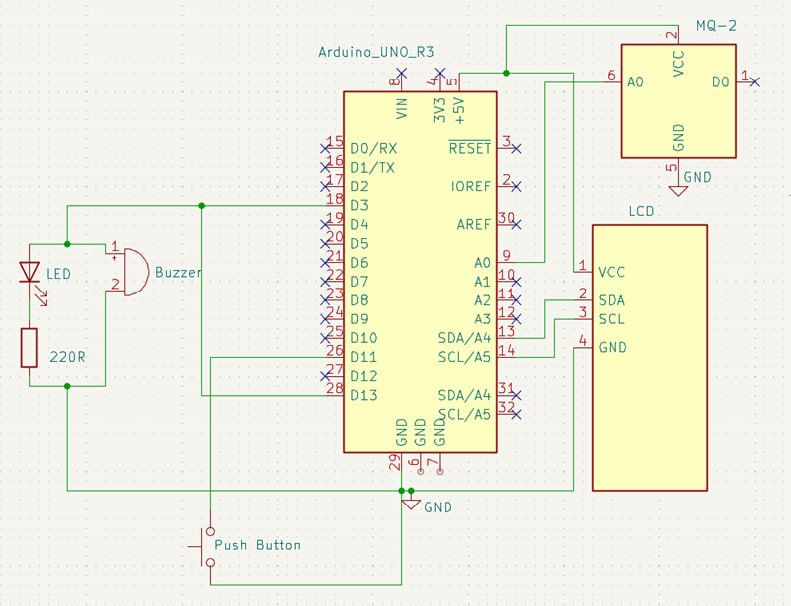 MQ-2
2
VCC
6
A0
D0
1
GND
5
GND
Arduino_UNO_R3
8
4
5
VIN
3V3
+5V
15
D0/RX
RESET
3
16
D1/TX
17
D2
IOREF
2
18
D3
19
D4
AREF
30
20
D5
21
D6
A0
9
22
D7
A1
10
23
D8
A2
11
24
D9
A3
12
25
D10
SDA/A4
13
26
D11
SCL/A5
14
27
D12
28
D13
SDA/A4
31
SCL/A5
32
GND
GND
GND
29
6
7
GND
LCD
1
VCC
2
SDA
3
SCL
4
GND
LED
1
+
2
Buzzer
220R
Push Button